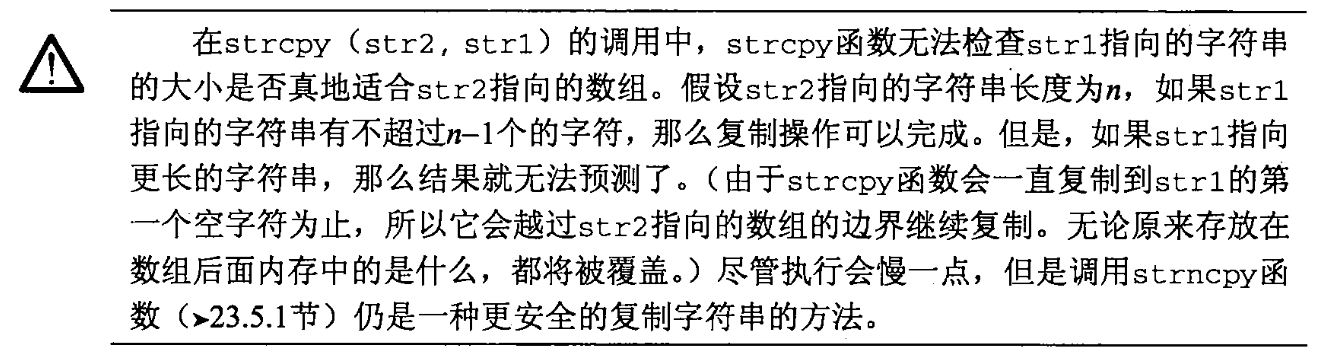 在strcpy（str2, str1）的调用中，strcpy函数无法检查str1指向的字符串
的大小是否真地适合str2指向的数组。假设str2指向的字符串长度为n，如果str1
指向的字符串有不超过n–1个的字符，那么复制操作可以完成。但是，如果str1指向
更长的字符串，那么结果就无法预测了。（由于strcpy函数会一直复制到str1的第
一个空字符为止，所以它会越过str2指向的数组的边界继续复制。无论原来存放在
数组后面内存中的是什么，都将被覆盖。）尽管执行会慢一点，但是调用strncpy函
数（➤23.5.1节）仍是一种更安全的复制字符串的方法。